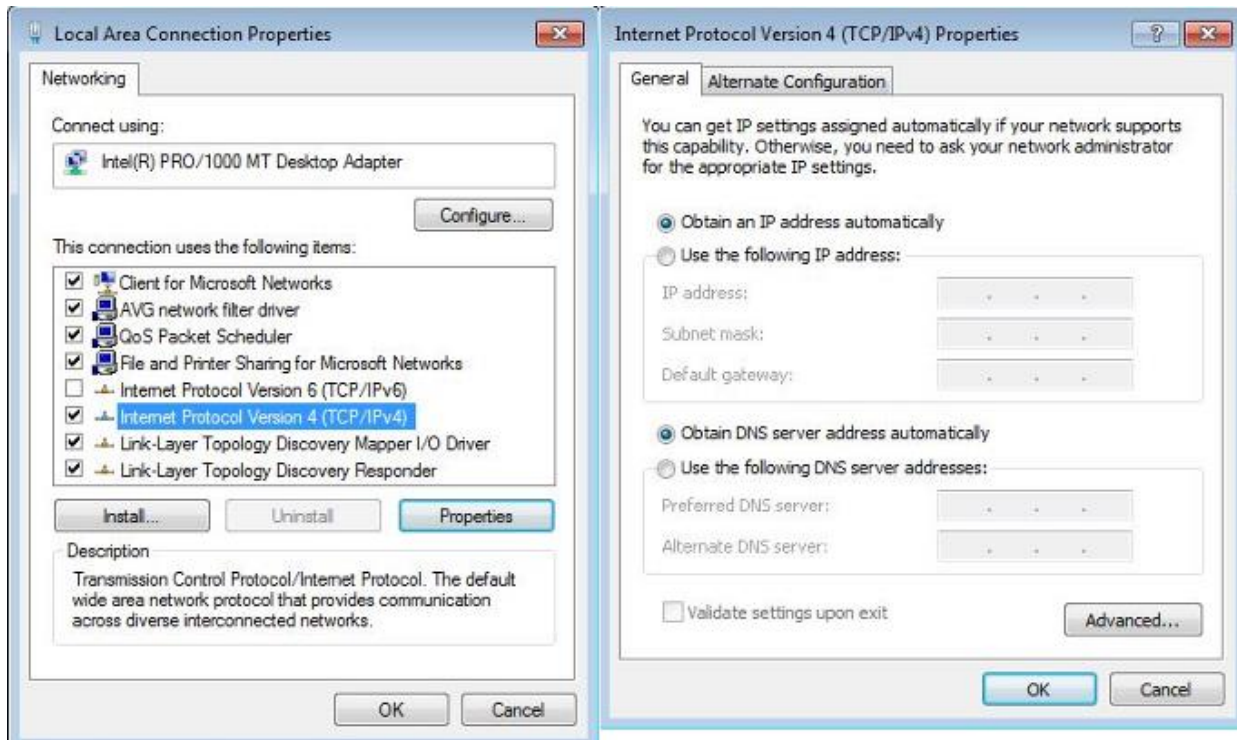 Local Area Connection Properties
Networking
Connect using:
Intel(R) PRO/1000 MT Desktop Adapter
Configure...
This connection uses the following items:
Client for Microsoft Networks
AVG network filter driver
QoS Packet Scheduler
File and Printer Sharing for Microsoft Networks
Internet Protocol Version 6 (TCP/IPv6)
Internet Protocol Version 4 (TCP/IPv4)
Link-Layer Topology Discovery Mapper I/O Driver
Link-Layer Topology Discovery Responder
Install...
Uninstall
Properties
Description
Transmission Control Protocol/Internet Protocol. The default
wide area network protocol that provides communication
across diverse interconnected networks.
OK
Cancel
Internet Protocol Version 4 (TCP/IPv4) Properties
General
Alternate Configuration
You can get IP settings assigned automatically if your network supports
this capability. Otherwise, you need to ask your network administrator
for the appropriate IP settings.
Obtain an IP address automatically
Use the following IP address:
IP address:
Subnet mask:
Default gateway:
Obtain DNS server address automatically
Use the following DNS server addresses:
Preferred DNS server:
Alternate DNS server:
Validate settings upon exit
Advanced...
OK
Cancel